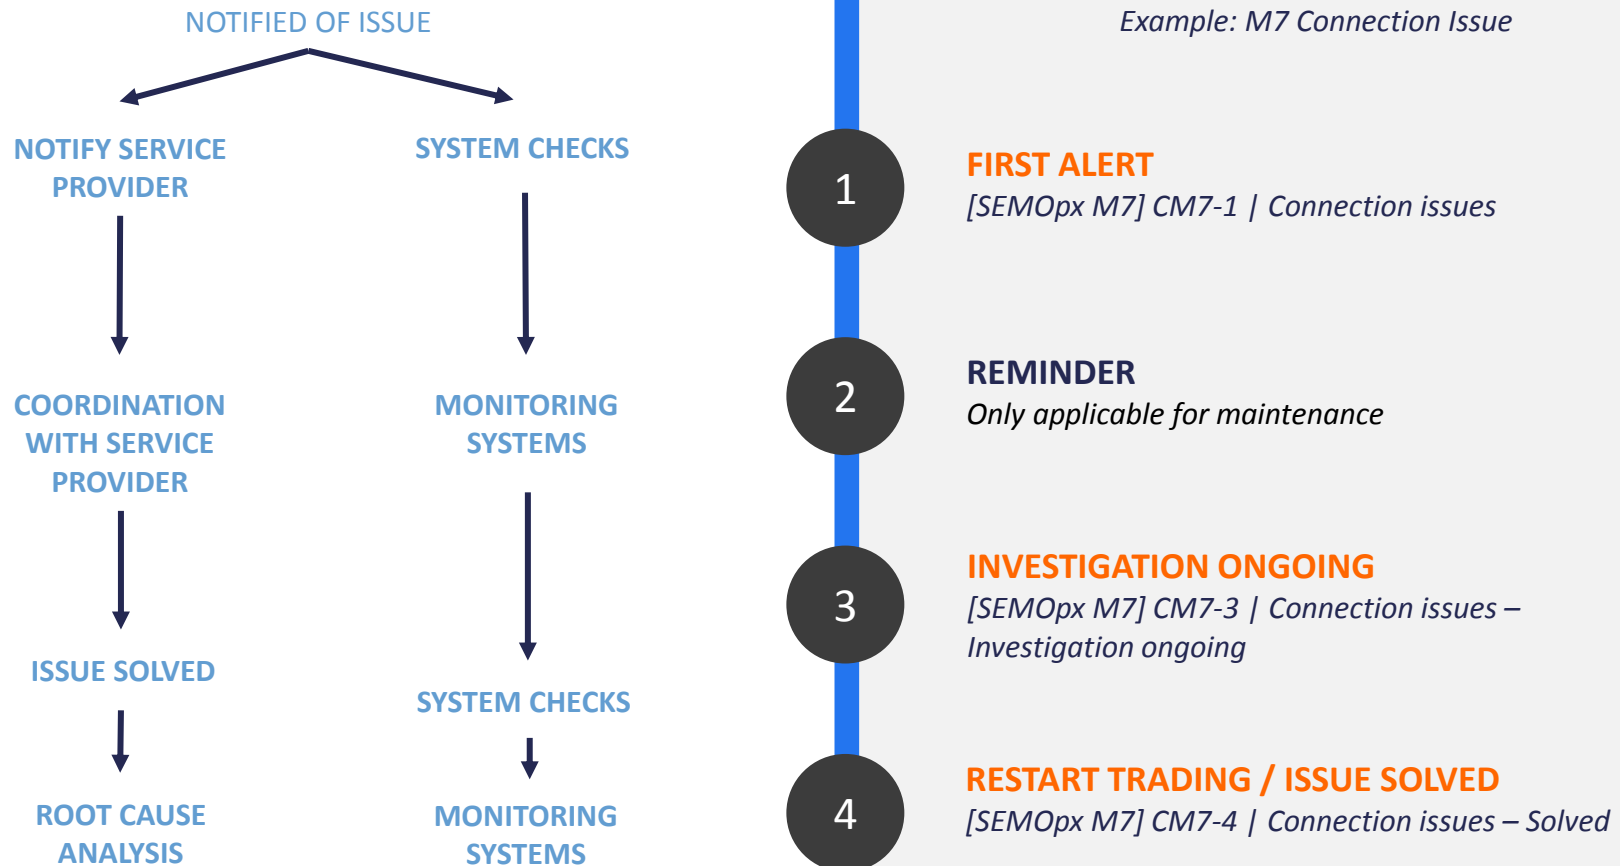 NOTIFIED OF ISSUE
NOTIFY SERVICE
PROVIDER
SYSTEM CHECKS
COORDINATION
WITH SERVICE
PROVIDER
MONITORING
SYSTEMS
ISSUE SOLVED
SYSTEM CHECKS
ROOT CAUSE
ANALYSIS
MONITORING
SYSTEMS
Example: M7 Connection Issue
1
FIRST ALERT
[SEMOpx M7] CM7-1 | Connection issues
2
REMINDER
Only applicable for maintenance
3
INVESTIGATION ONGOING
[SEMOpx M7] CM7-3 | Connection issues –
Investigation ongoing
4
RESTART TRADING / ISSUE SOLVED
[SEMOpx M7] CM7-4 | Connection issues – Solved